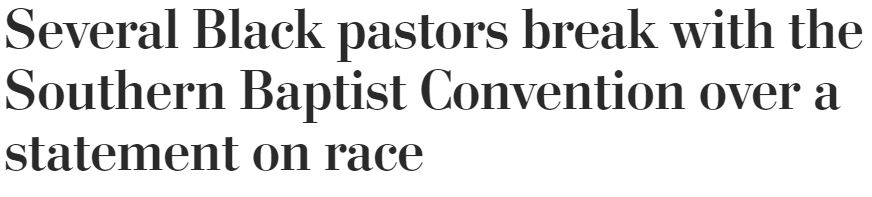 Several Black pastors break with the
Southern Baptist Convention over a
statement on race